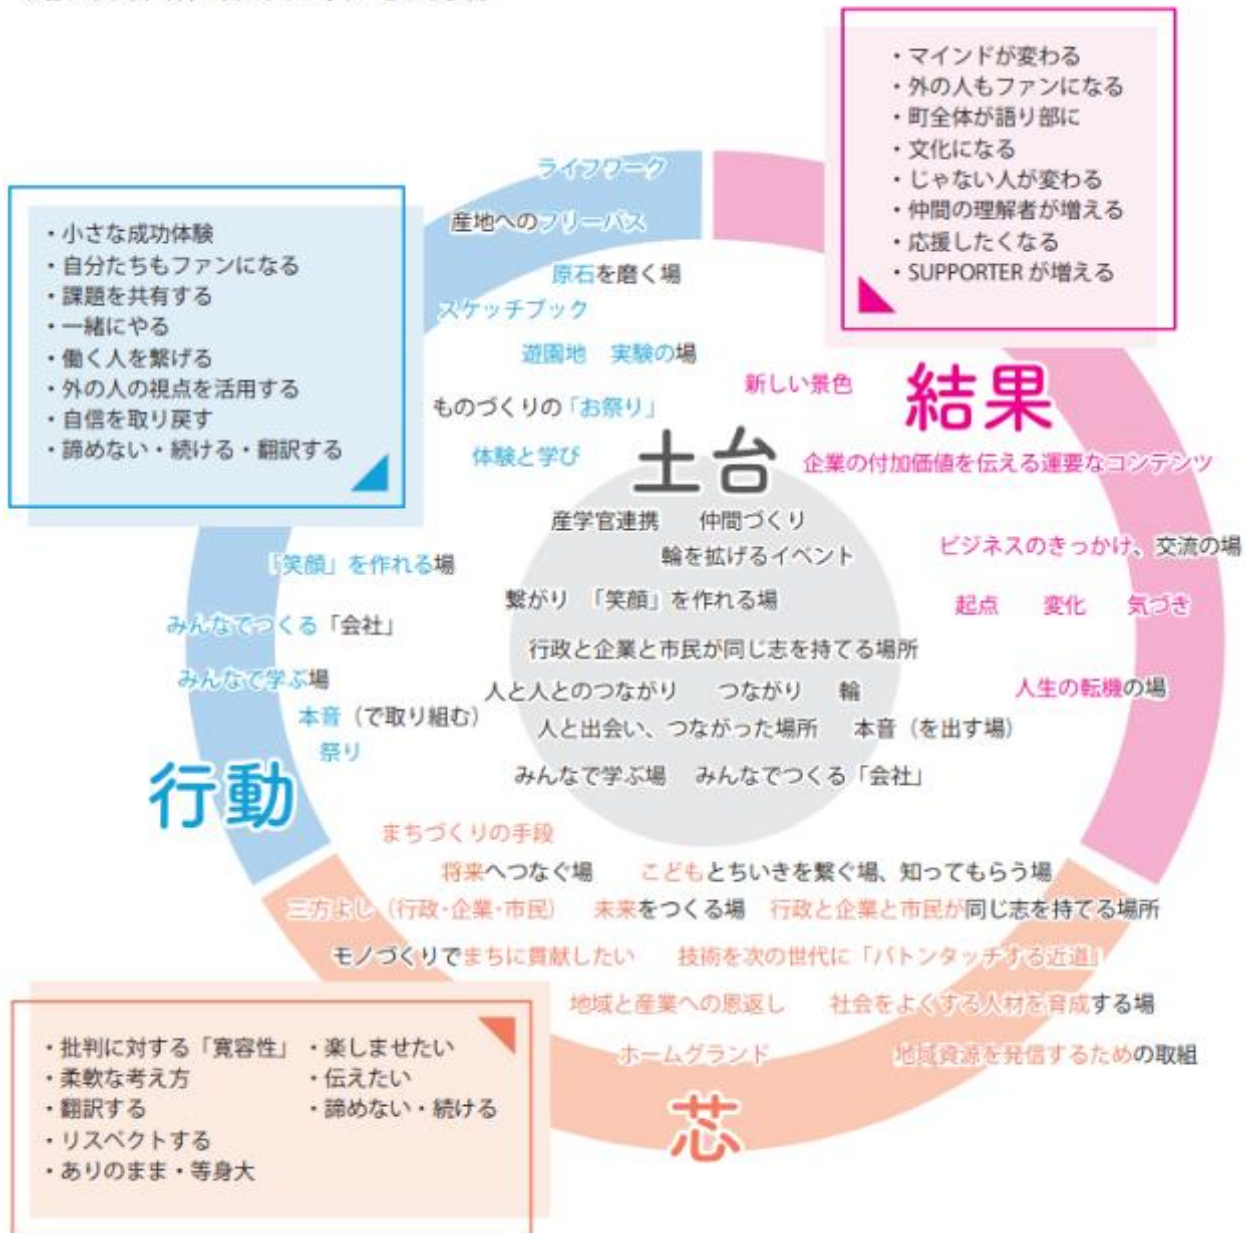 ・マインドが変わる
・外の人もファンになる
・町全体が語り部に
・文化になる
・じゃない人が変わる
・仲間の理解者が増える
・応援したくなる
・SUPPORTER が増える
・小さな成功体験
・自分たちもファンになる
・課題を共有する
・一緒にやる
・働く人を繋げる
・外の人の視点を活用する
・自信を取り戻す
・諦めない・続ける・翻訳する
ライフワーク
産地へのフリーパス
原石を磨く場
スケッチブック
遊園地　実験の場
ものづくりの「お祭り」
体験と学び
新しい景色
結果
企業の付加価値を伝える運要なコンテンツ
ビジネスのきっかけ、交流の場
起点　変化　気づき
人生の転機の場
土台
産学官連携　仲間づくり
輪を拡げるイベント
繋がり　「笑顔」を作れる場
行政と企業と市民が同じ志を持てる場所
人と人とのつながり　つながり　輪
人と出会い、つながった場所　本音（を出す場）
みんなで学ぶ場　みんなでつくる「会社」
「笑顔」を作れる場
みんなでつくる「会社」
みんなで学ぶ場
本音（で取り組む）
祭り
行動
まちづくりの手段
将来へつなぐ場　こどもとちいきを繋ぐ場、知ってもらう場
三方よし（行政・企業・市民）　未来をつくる場　行政と企業と市民が同じ志を持てる場所
モノづくりでまちに貢献したい　技術を次の世代に「バトンタッチする近道」
地域と産業への恩返し　社会をよくする人材を育成する場
ホームグランド　地域資源を発信するための取組
芯
・批判に対する「寛容性」　・楽しませたい
・柔軟な考え方　・伝えたい
・翻訳する　・諦めない・続ける
・リスペクトする
・ありのまま・等身大